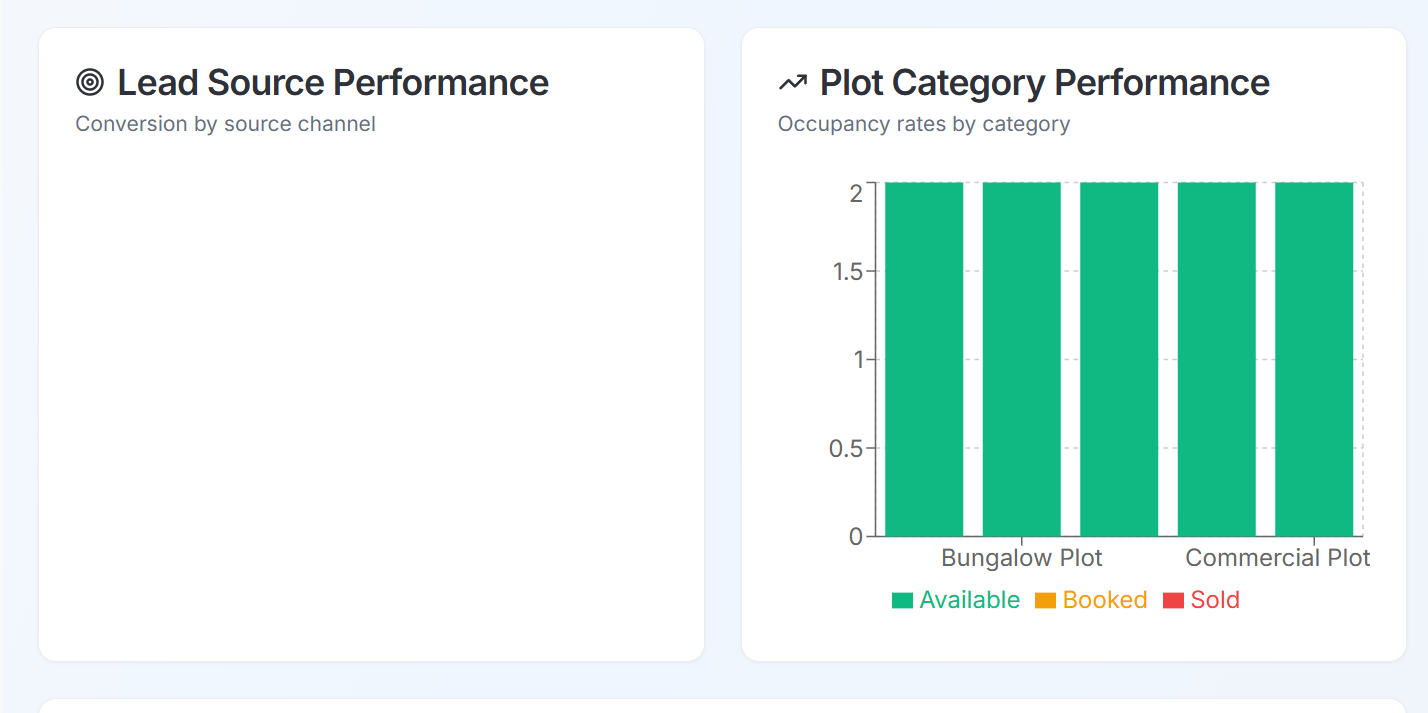 Lead Source Performance
Conversion by source channel
Plot Category Performance
Occupancy rates by category
2
1.5
1
0.5
0
Bungalow Plot Commercial Plot
Available Booked Sold